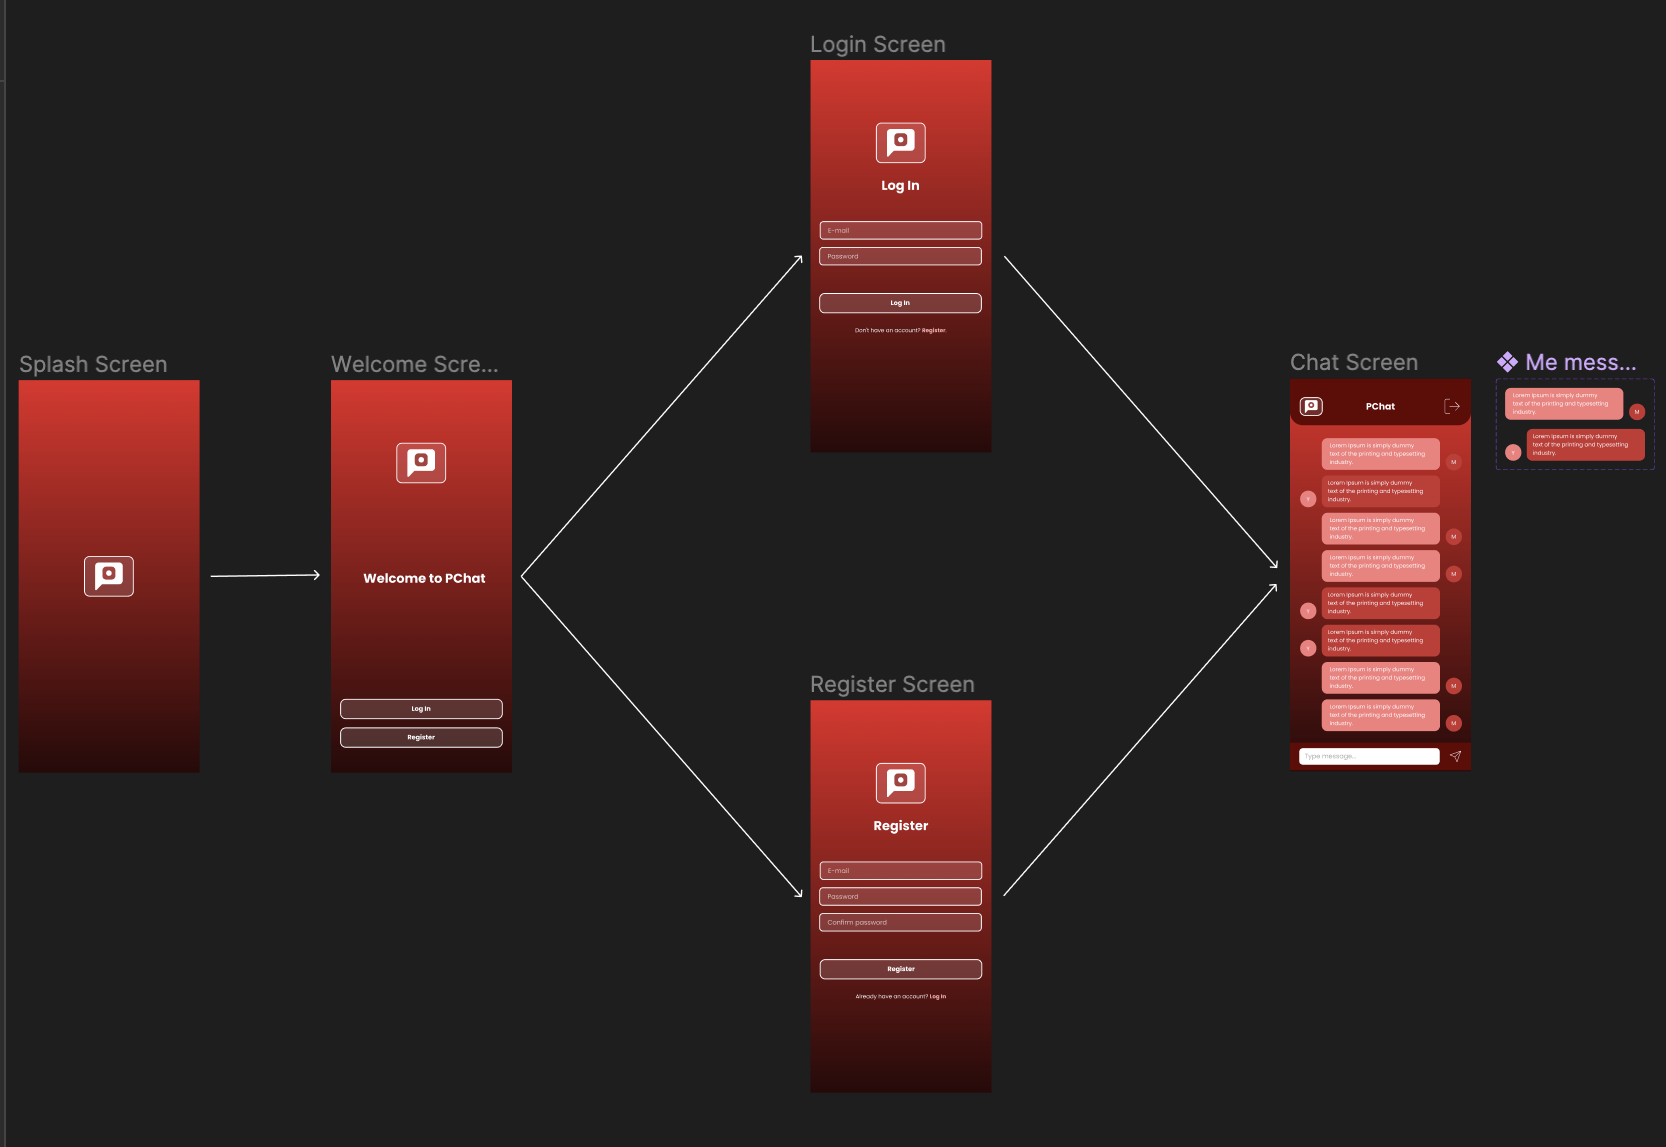 Splash Screen
Welcome Scre...
Welcome to PChat
Log In
Register
Login Screen
Log In
E-mail
Password
Log In
Don't have an account? Register.
Register Screen
Register
E-mail
Password
Confirm password
Register
Already have an account? Log In
Chat Screen
PChat
Lorem Ipsum is simply dummy
text of the printing and typesetting
industry.
M
Lorem Ipsum is simply dummy
text of the printing and typesetting
industry.
Lorem Ipsum is simply dummy
text of the printing and typesetting
industry.
M
Lorem Ipsum is simply dummy
text of the printing and typesetting
industry.
M
Lorem Ipsum is simply dummy
text of the printing and typesetting
industry.
Lorem Ipsum is simply dummy
text of the printing and typesetting
industry.
Lorem Ipsum is simply dummy
text of the printing and typesetting
industry.
M
Lorem Ipsum is simply dummy
text of the printing and typesetting
industry.
M
Type message...
Me mess...
Lorem Ipsum is simply dummy
text of the printing and typesetting
industry.
M
Lorem Ipsum is simply dummy
text of the printing and typesetting
industry.